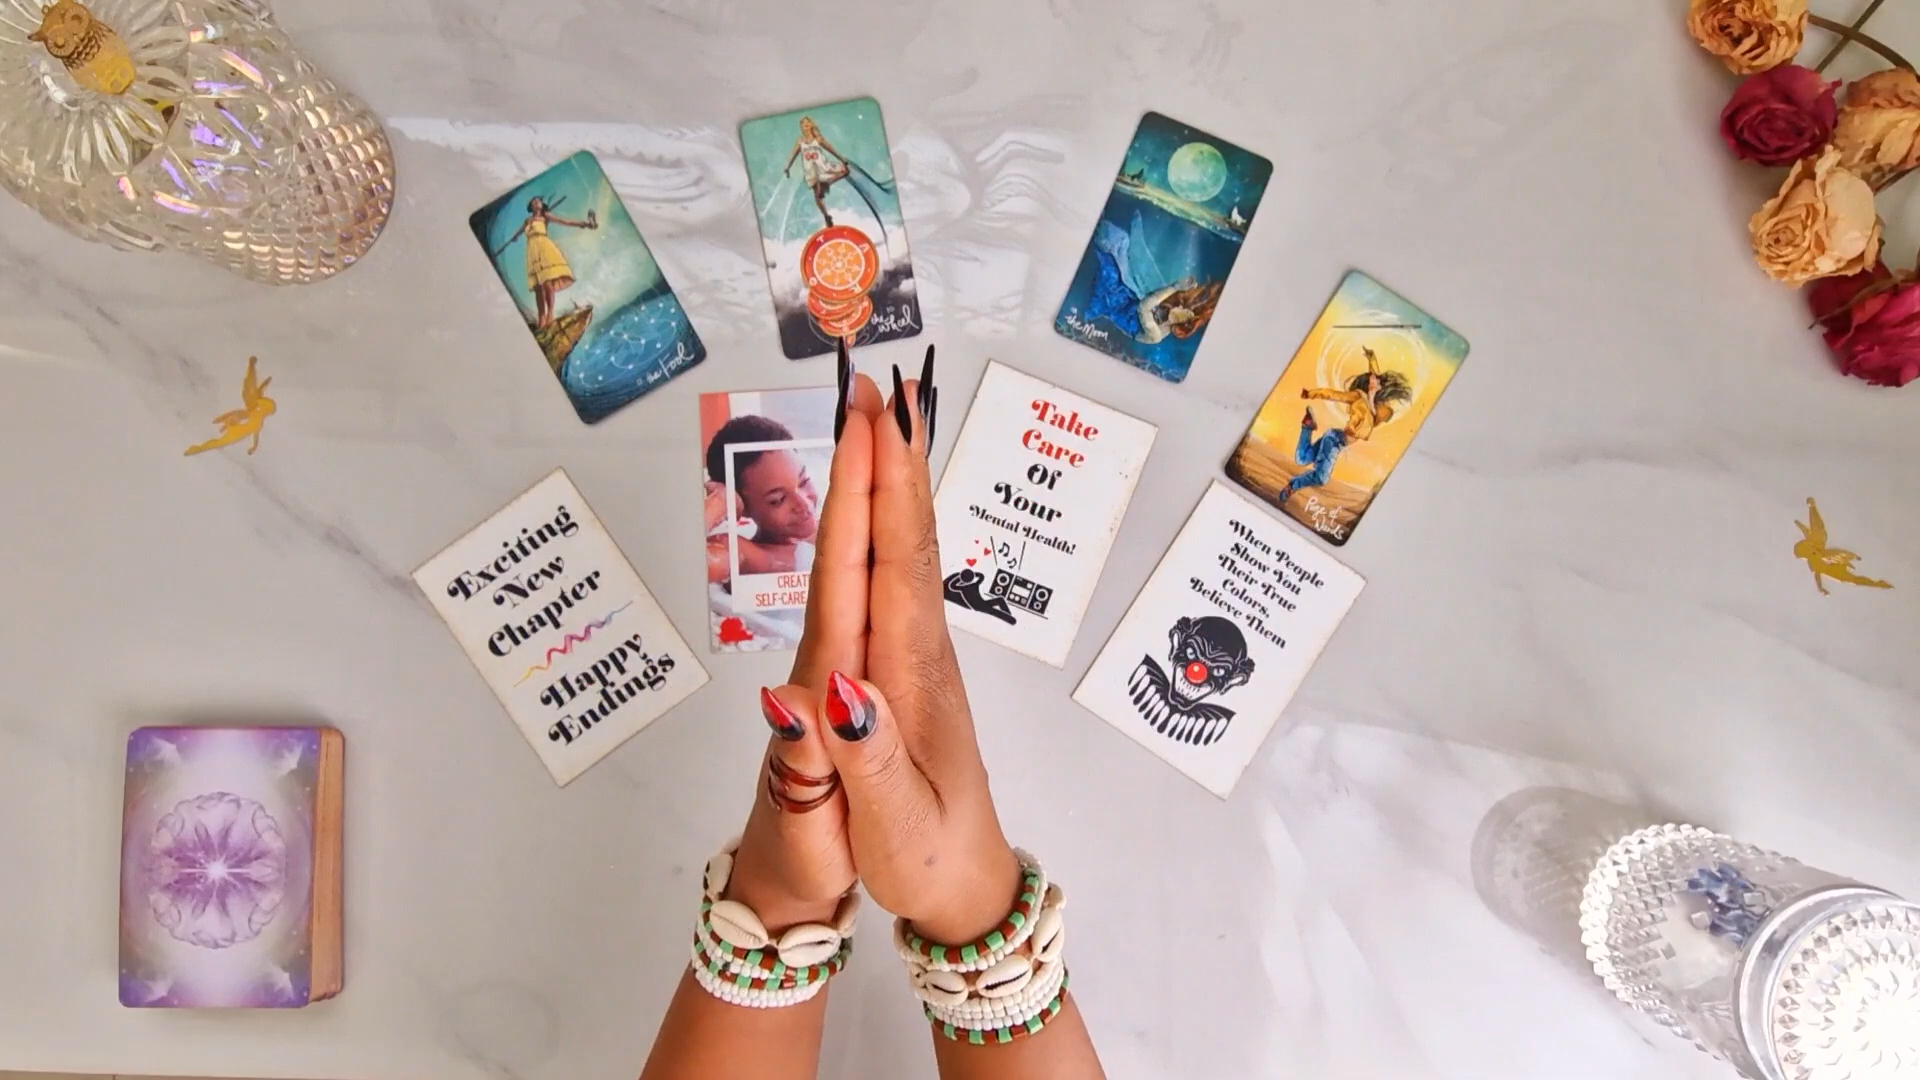 the Fool
the Wheel
the Moon
Page of
Wands
Exciting
New
Chapter
Happy
Endings
SELF-CARE
Take
Care
Of
Your
Mental Health!
When People
Show You
Their True
Colors,
Believe Them